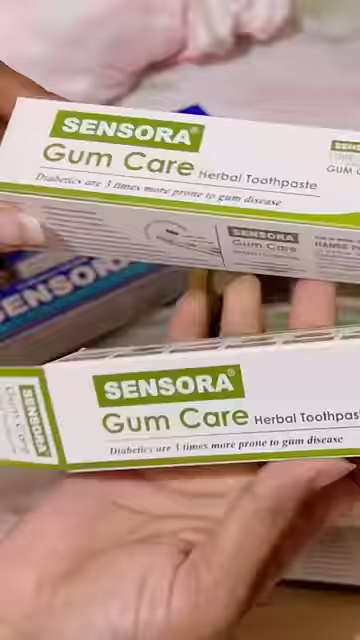 SENSORA®
Gum Care Herbal Toothpaste
Diabetics are 3 times more prone to gum disease
SENSORA
Gum Care
SENSORA
SENSORA®
Gum Care Herbal Toothpast
Diabetics are 3 times more prone to gum disease
SENSORA
Gum Care